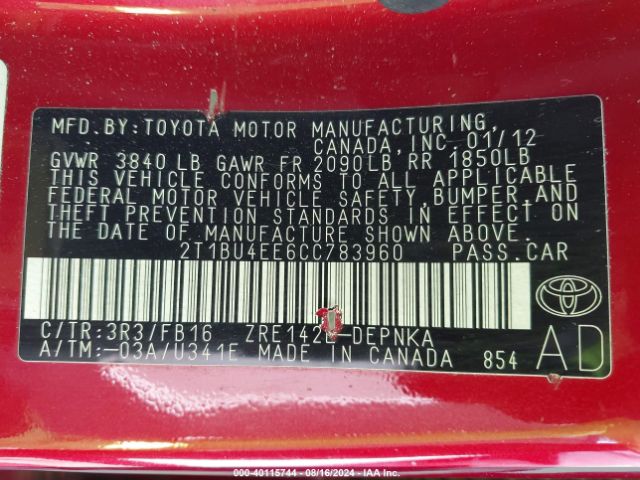 MFD.BY:TOYOTA MOTOR MANUFACTURING,
CANADA,INC. 01/12
GVWR 3840 LB GAWR FR 2090LB, RR 1850LB
THIS VEHICLE CONFORMS TO ALL APPLICABLE
FEDERAL MOTOR VEHICLE SAFETY,BUMPER,AND
THEFT PREVENTION STANDARDS IN EFFECT ON
THE DATE OF MANUFACTURE SHOWN ABOVE.
2T1BU4EE6CC783960 PASS.CAR
C/TR:3R3/FB16 ZRE142L-DEPNKA
A/TM:-03A/U341E MADE IN CANADA 854
AD
TOYOTA
000-40115744 - 08/16/2024 - IAA Inc.